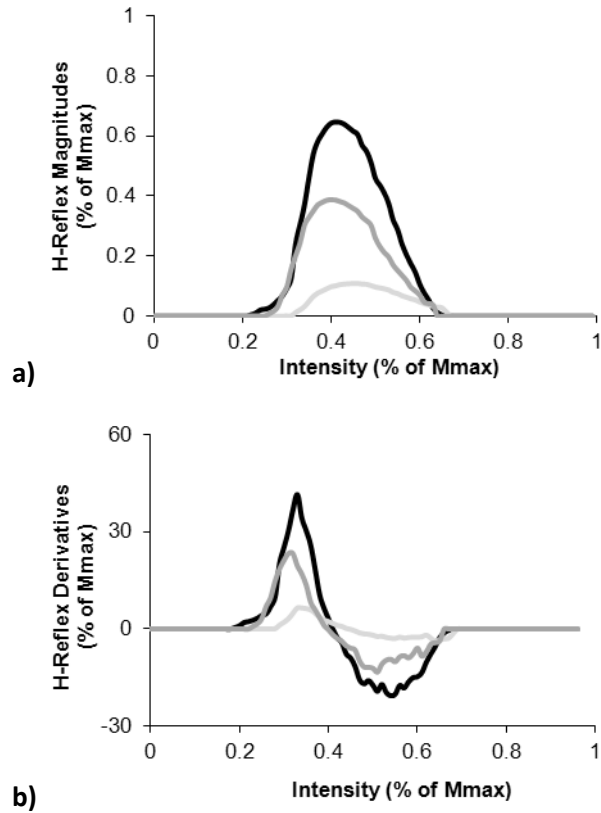 H-Reflex Magnitudes
(% of Mmax)
1
0.8
0.6
0.4
0.2
0
0 0.2 0.4 0.6 0.8 1
Intensity (% of Mmax)
a)
H-Reflex Derivatives
(% of Mmax)
60
30
0
-30
0 0.2 0.4 0.6 0.8 1
Intensity (% of Mmax)
b)